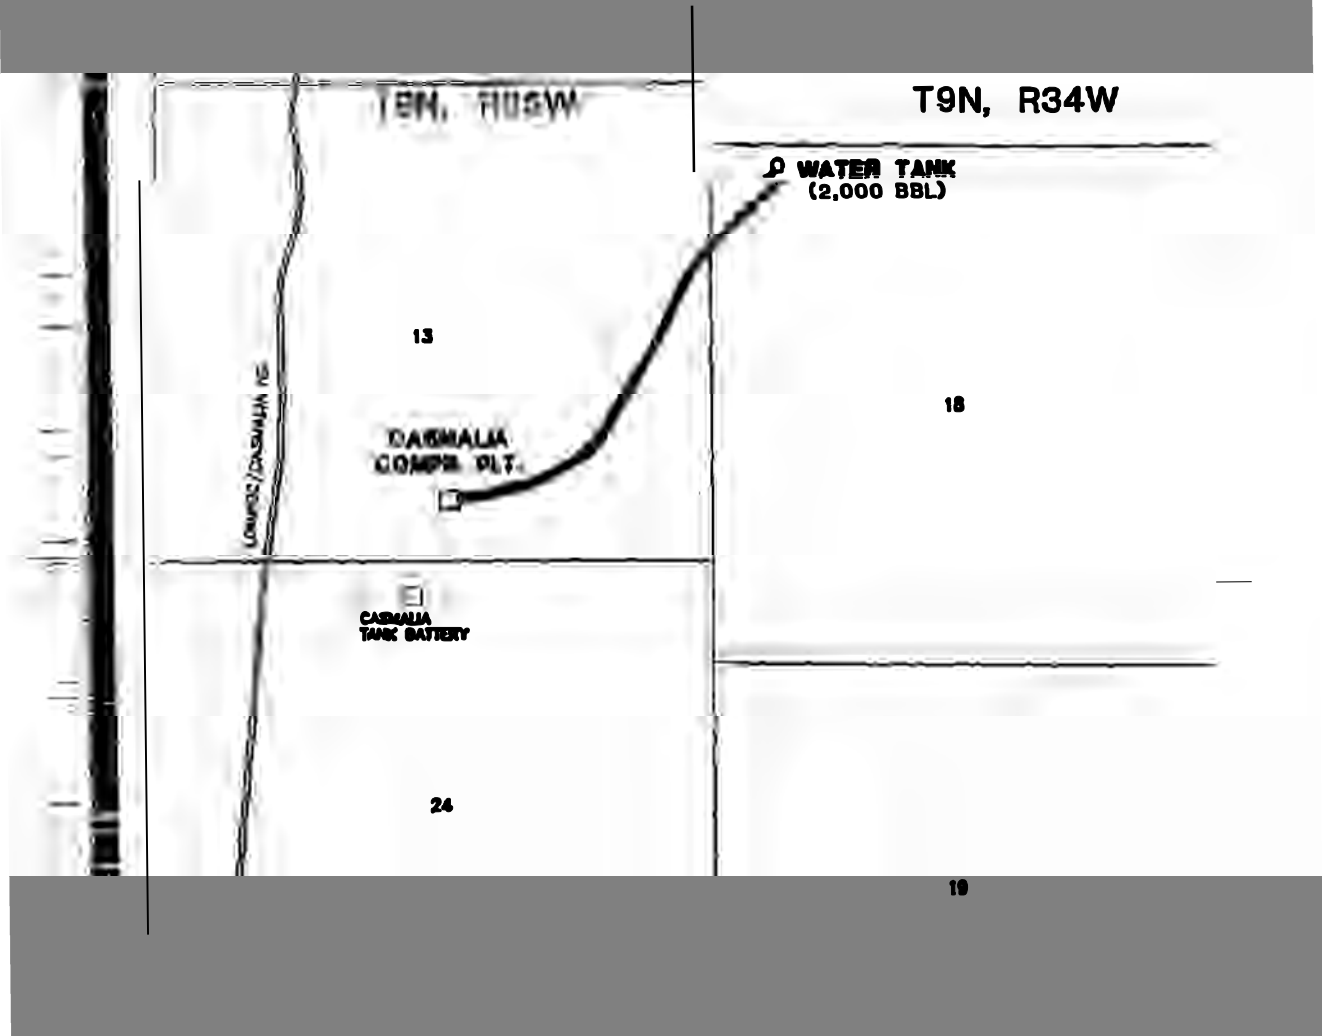 T9N, R34W
WATER TANK
(2,000 BBL)
13
18
CASMALIA
COMPR. PLT.
CASMALIA
TANK BATTERY
24
19